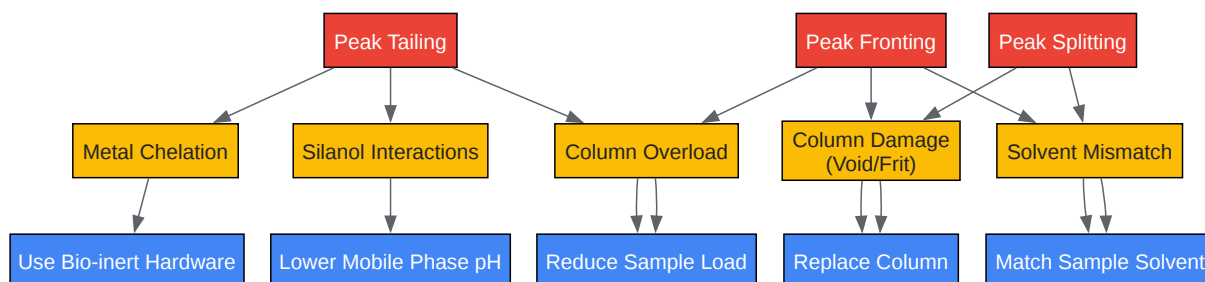 Peak Tailing
Peak Fronting
Peak Splitting
Metal Chelation
Silanol Interactions
Column Overload
Column Damage
(Void/Frit)
Solvent Mismatch
Use Bio-inert Hardware
Lower Mobile Phase pH
Reduce Sample Load
Replace Column
Match Sample Solvent